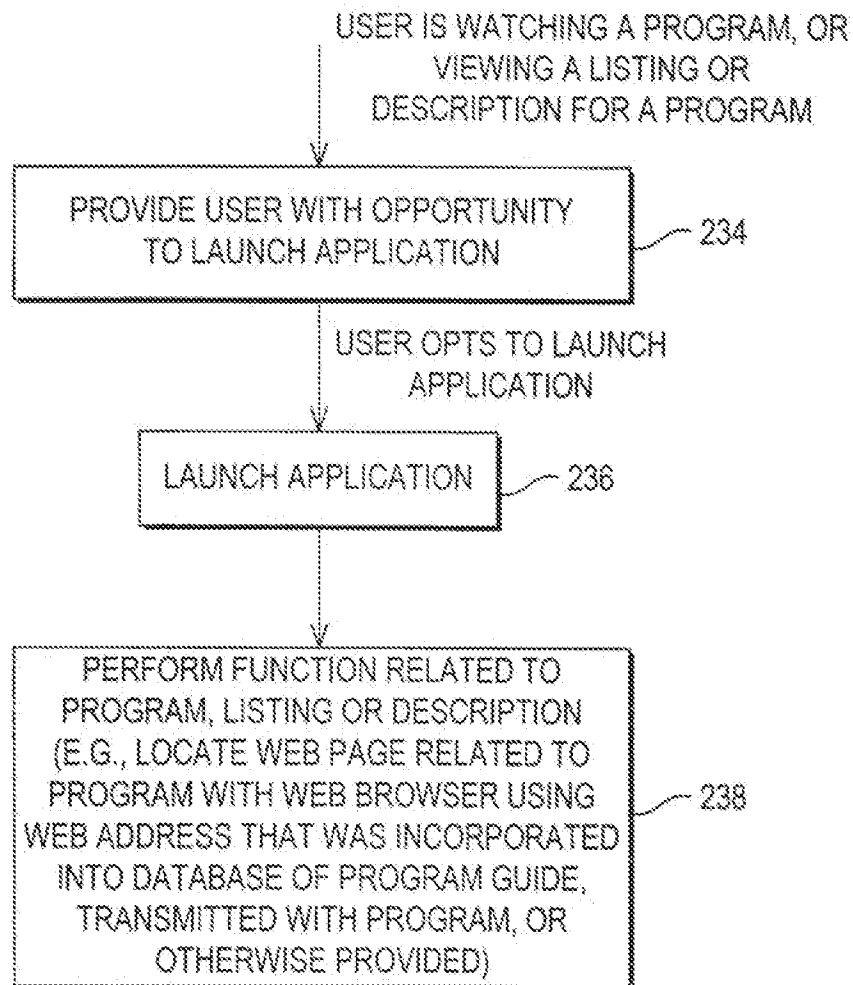 USER IS WATCHING A PROGRAM, OR
VIEWING A LISTING OR
DESCRIPTION FOR A PROGRAM
PROVIDE USER WITH OPPORTUNITY
TO LAUNCH APPLICATION
234
USER OPTS TO LAUNCH
APPLICATION
LAUNCH APPLICATION
236
PERFORM FUNCTION RELATED TO
PROGRAM, LISTING OR DESCRIPTION
(E.G., LOCATE WEB PAGE RELATED TO
PROGRAM WITH WEB BROWSER USING
WEB ADDRESS THAT WAS INCORPORATED
INTO DATABASE OF PROGRAM GUIDE,
TRANSMITTED WITH PROGRAM, OR
OTHERWISE PROVIDED)
238